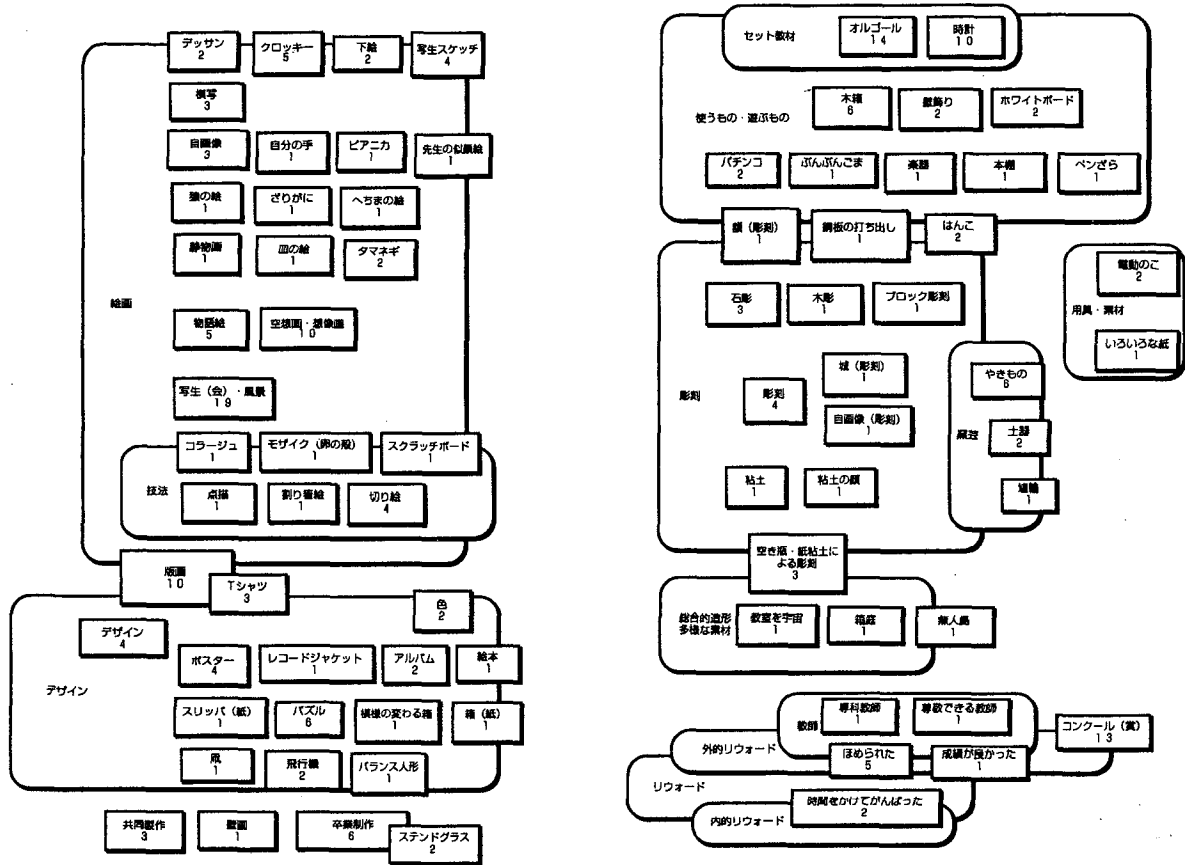 デッサン
2
クロッキー
5
下絵
2
写生スケッチ
4
模写
3
自画像
3
自分の手
1
ピアニカ
1
先生の似顔絵
1
1
ざりがに
1
へちまの絵
1
静物画
1
皿の絵
1
タマネギ
2
絵画
物語絵
5
空想画・想像画
10
写生(会)・風景
19
コラージュ
1
モザイク(卵の殻)
1
スクラッチボード
1
技法
点描
1
割り箸絵
1
切り絵
4
版画
10
Tシャツ
3
色
2
デザイン
4
ポスター
4
レコードジャケット
1
アルバム
2
絵本
1
デザイン
スリッパ(紙)
1
パズル
6
模様の変わる箱
1
箱(紙)
1
凧
1
飛行機
2
バランス人形
1
共同製作
3
壁画
1
卒業制作
6
ステンドグラス
2
セット教材
オルゴール
14
時計
10
使うもの・遊ぶもの
木箱
6
壁飾り
2
ホワイトボード
2
パチンコ
2
ぶんぶんごま
1
楽器
1
本棚
1
ペンざら
1
顔(彫刻)
1
銅板の打ち出し
1
はんこ
2
石彫
3
木彫
1
ブロック彫刻
1
電動のこ
2
用具・素材
いろいろな紙
1
彫刻
彫刻
4
城(彫刻)
1
自画像(彫刻)
1
やきもの
6
土器
2
埴輪
1
粘土
1
粘土の顔
1
空き瓶・紙粘土
による彫刻
3
総合的造形
多様な素材
教室を宇宙
1
箱庭
1
無人島
1
教師
専科教師
1
尊敬できる教師
1
コンクール(賞)
13
外的リウォード
ほめられた
5
成績が良かった
1
リウォード
時間をかけてがんばった
2
内的リウォード